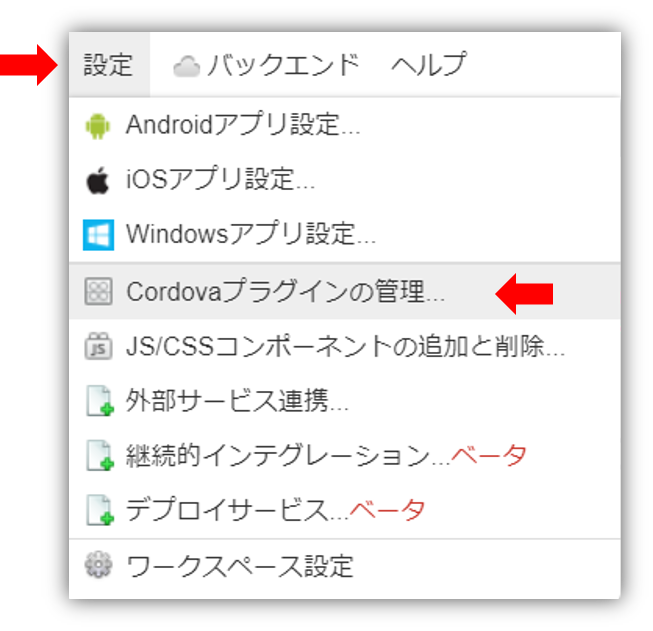 設定 バックエンド ヘルプ
Androidアプリ設定...
iOSアプリ設定...
Windowsアプリ設定...
Cordovaプラグインの管理...
JS/CSSコンポーネントの追加と削除...
外部サービス連携...
継続的インテグレーション...ベータ
デプロイサービス...ベータ
ワークスペース設定